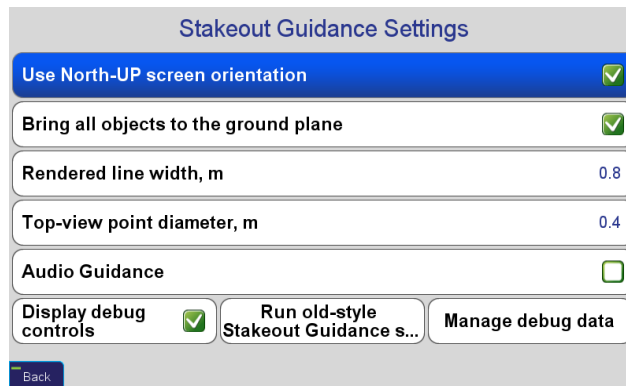 Stakeout Guidance Settings
Use North-UP screen orientation
Bring all objects to the ground plane
Rendered line width, m 0.8
Top-view point diameter, m 0.4
Audio Guidance
Display debug
controls
Run old-style
Stakeout Guidance s...
Manage debug data
Back